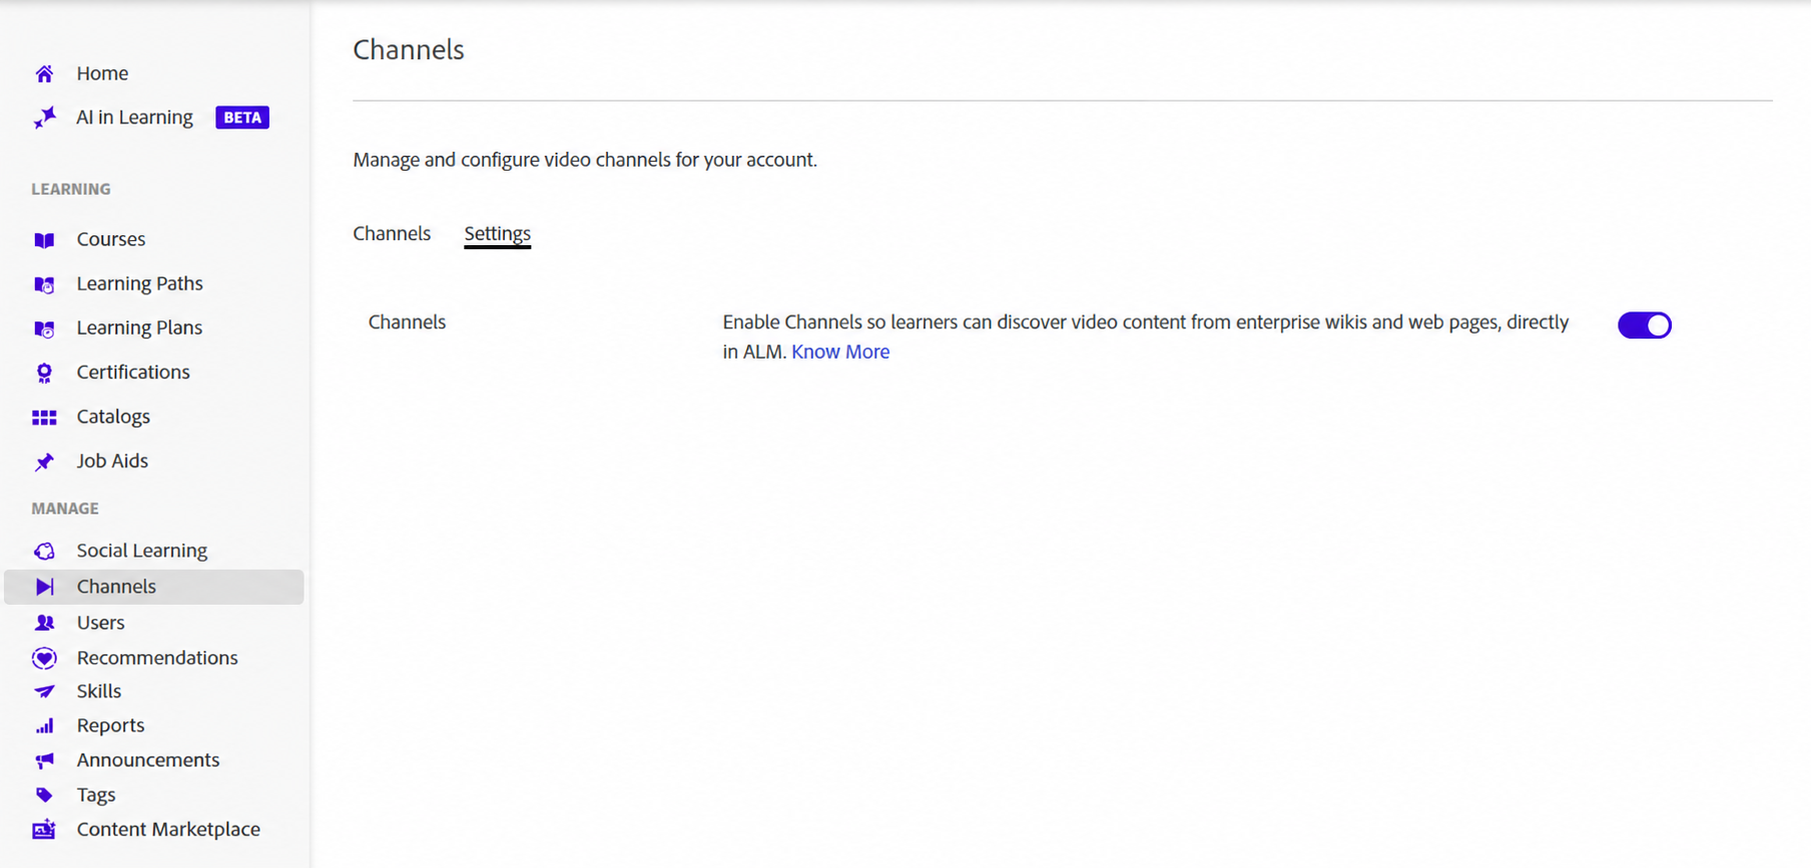 Home
AI in Learning BETA
LEARNING
Courses
Learning Paths
Learning Plans
Certifications
Catalogs
Job Aids
MANAGE
Social Learning
Channels
Users
Recommendations
Skills
Reports
Announcements
Tags
Content Marketplace
Channels
Manage and configure video channels for your account.
Channels Settings
Channels
Enable Channels so learners can discover video content from enterprise wikis and web pages, directly
in ALM. Know More